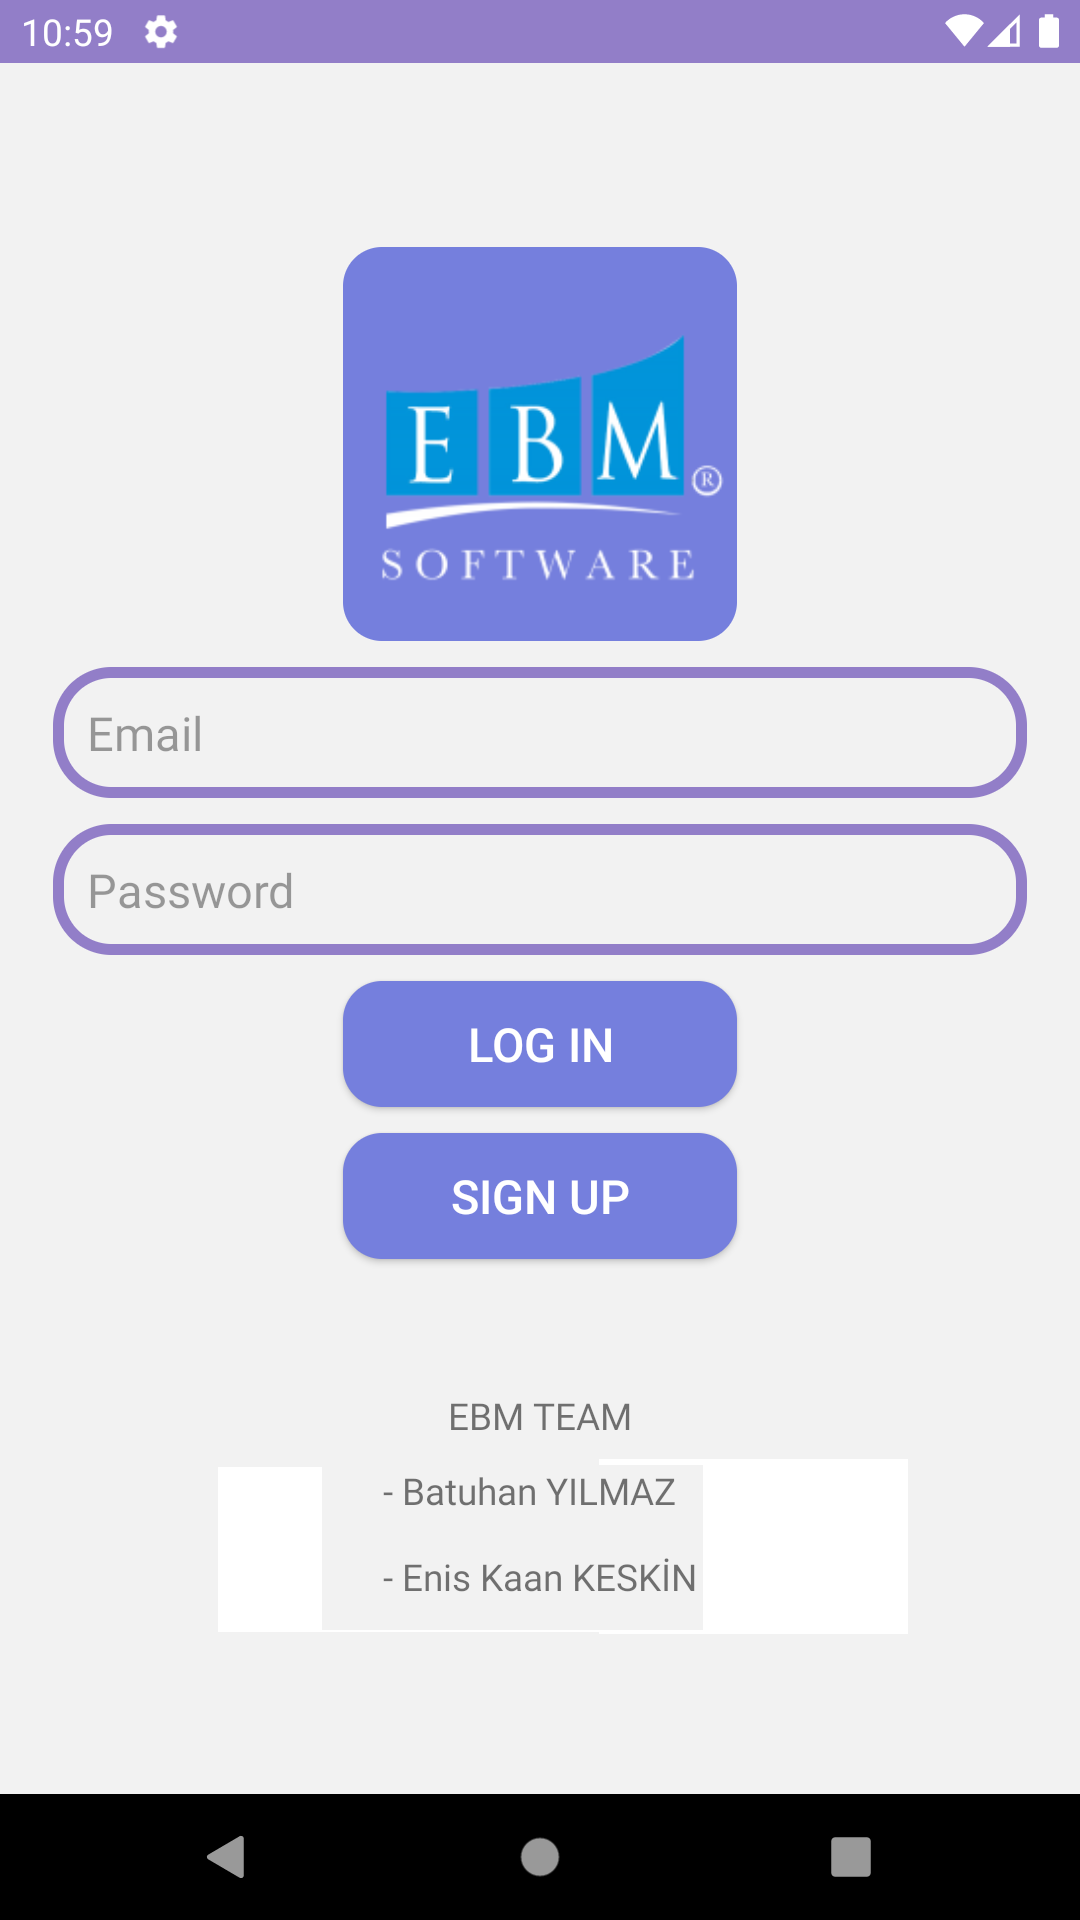 10:59
EBM®
SOFTWARE
Email
Password
LOG IN
SIGN UP
EBM TEAM
- Batuhan YILMAZ
- Enis Kaan KESKİN